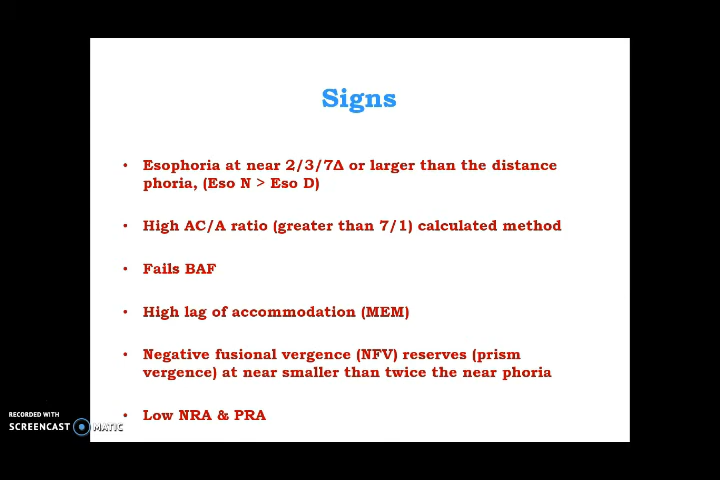 Signs
• Esophoria at near 2/3/7Δ or larger than the distance
phoria, (Eso N > Eso D)
• High AC/A ratio (greater than 7/1) calculated method
• Fails BAF
• High lag of accommodation (MEM)
• Negative fusional vergence (NFV) reserves (prism
vergence) at near smaller than twice the near phoria
• Low NRA & PRA
RECORDED WITH
SCREENCAST MATIC